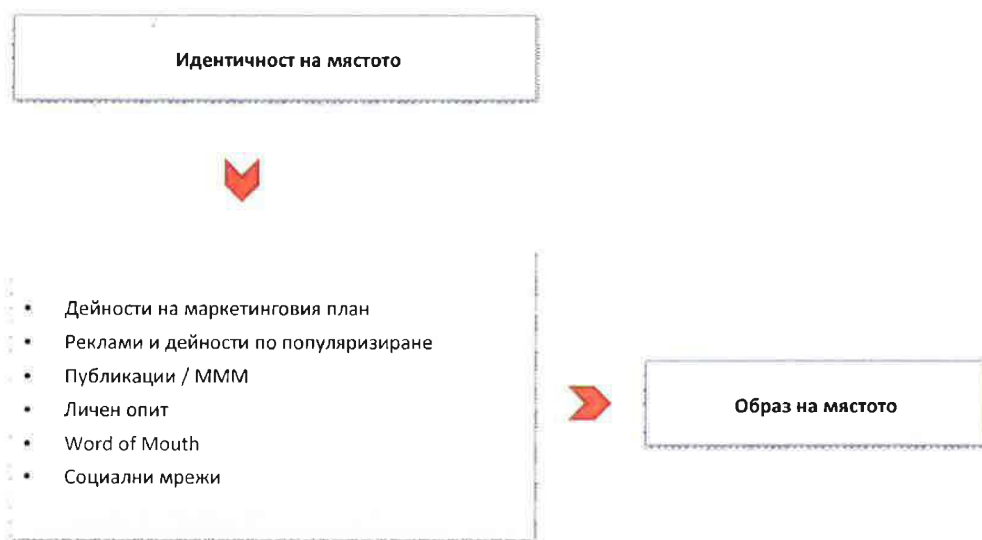 Идентичност на мястото
• Дейности на маркетинговия план
• Реклами и дейности по популяризиране
• Публикации / МММ
• Личен опит
• Word of Mouth
• Социални мрежи
Образ на мястото